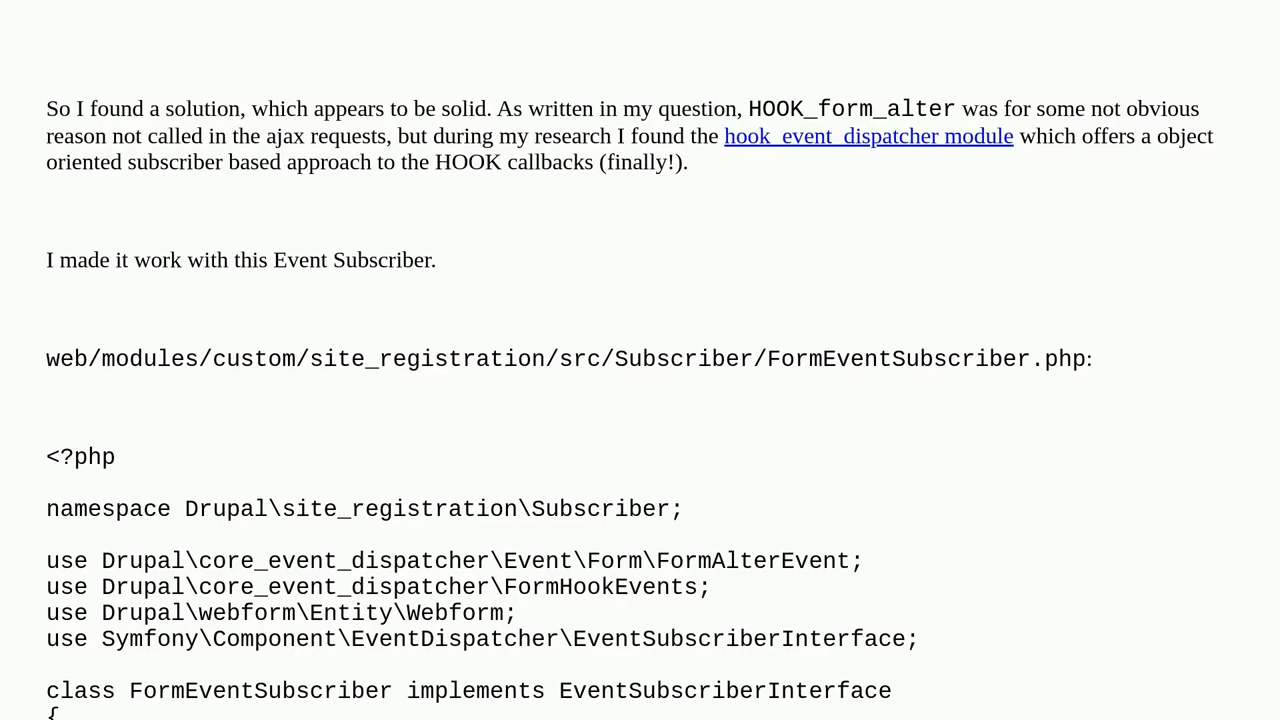 So I found a solution, which appears to be solid. As written in my question, HOOK_form_alter was for some not obvious
reason not called in the ajax requests, but during my research I found the hook_event_dispatcher module which offers a object
oriented subscriber based approach to the HOOK callbacks (finally!).
I made it work with this Event Subscriber.
web/modules/custom/site_registration/src/Subscriber/FormEventSubscriber.php:
<?php
namespace Drupal\site_registration\Subscriber;
use Drupal\core_event_dispatcher\Event\Form\FormAlterEvent;
use Drupal\core_event_dispatcher\FormHookEvents;
use Drupal\webform\Entity\Webform;
use Symfony\Component\EventDispatcher\EventSubscriberInterface;
class FormEventSubscriber implements EventSubscriberInterface
{